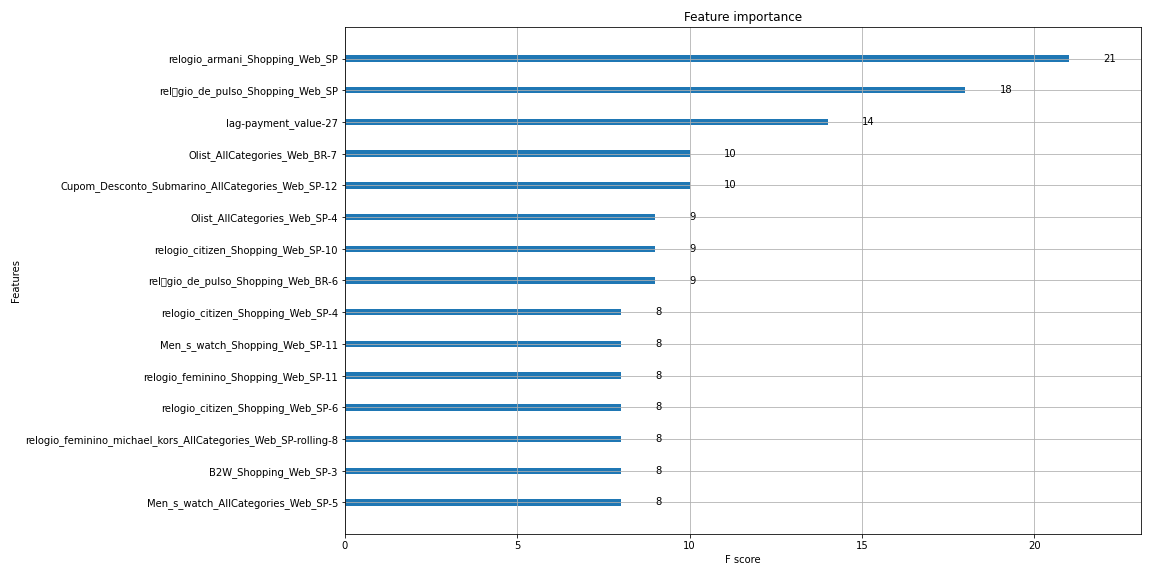 Feature importance
relogio_armani_Shopping_Web_SP 21
rel▯gio_de_pulso_Shopping_Web_SP 18
lag-payment_value-27 14
Olist_AllCategories_Web_BR-7 10
Cupom_Desconto_Submarino_AllCategories_Web_SP-12 10
Olist_AllCategories_Web_SP-4 9
relogio_citizen_Shopping_Web_SP-10 9
rel▯gio_de_pulso_Shopping_Web_BR-6 9
relogio_citizen_Shopping_Web_SP-4 8
Men_s_watch_Shopping_Web_SP-11 8
relogio_feminino_Shopping_Web_SP-11 8
relogio_citizen_Shopping_Web_SP-6 8
relogio_feminino_michael_kors_AllCategories_Web_SP-rolling-8 8
B2W_Shopping_Web_SP-3 8
Men_s_watch_AllCategories_Web_SP-5 8
Features
0 5 10 15 20
F score